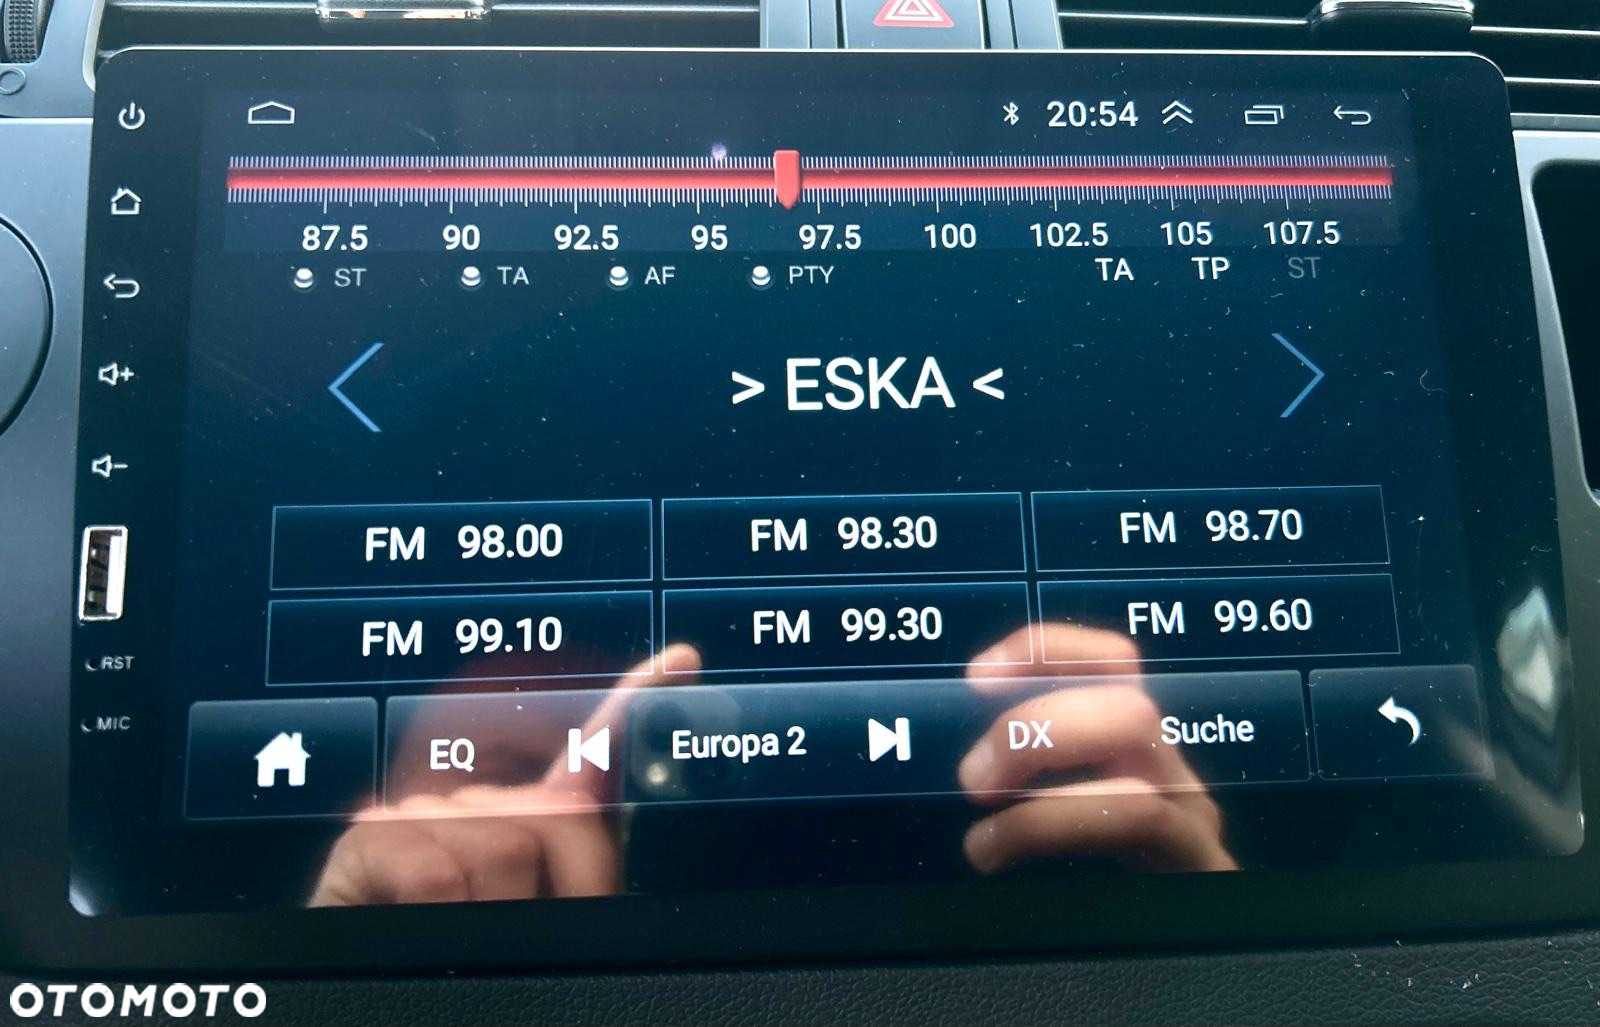 20:54
87.5 90 92.5 95 97.5 100 102.5 105 107.5
ST TA AF PTY TA TP ST
> ESKA <
FM 98.00 FM 98.30 FM 98.70
FM 99.10 FM 99.30 FM 99.60
RST
MIC
EQ Europa 2 DX Suche
OTOMOTO